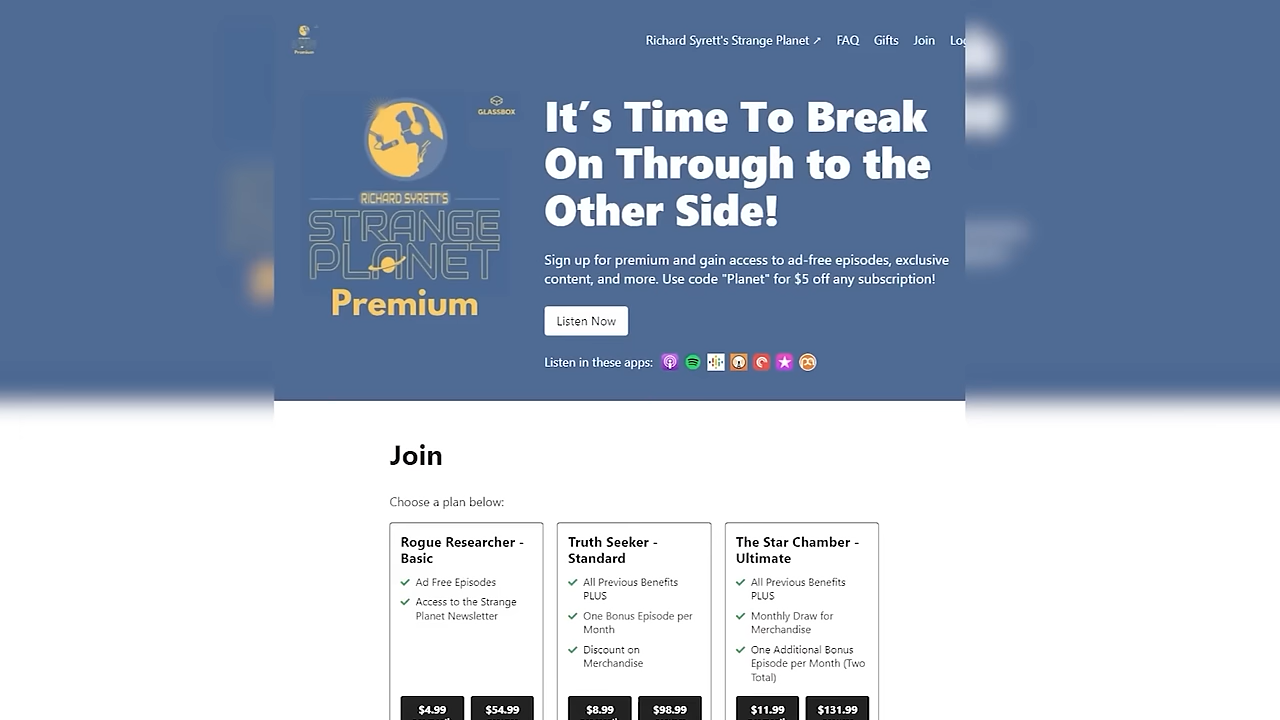 Premium
Richard Syrett's Strange Planet ↗ FAQ Gifts Join
GLASSBOX
RICHARD SYRETT'S
STRANGE
PLANET
Premium
It's Time To Break
On Through to the
Other Side!
Sign up for premium and gain access to ad-free episodes, exclusive
content, and more. Use code "Planet" for $5 off any subscription!
Listen Now
Listen in these apps:
Join
Choose a plan below:
Rogue Researcher -
Basic
Ad Free Episodes
Access to the Strange
Planet Newsletter
$4.99 $54.99
Truth Seeker -
Standard
All Previous Benefits
PLUS
One Bonus Episode per
Month
Discount on
Merchandise
$8.99 $98.99
The Star Chamber -
Ultimate
All Previous Benefits
PLUS
Monthly Draw for
Merchandise
One Additional Bonus
Episode per Month (Two
Total)
$11.99 $131.99